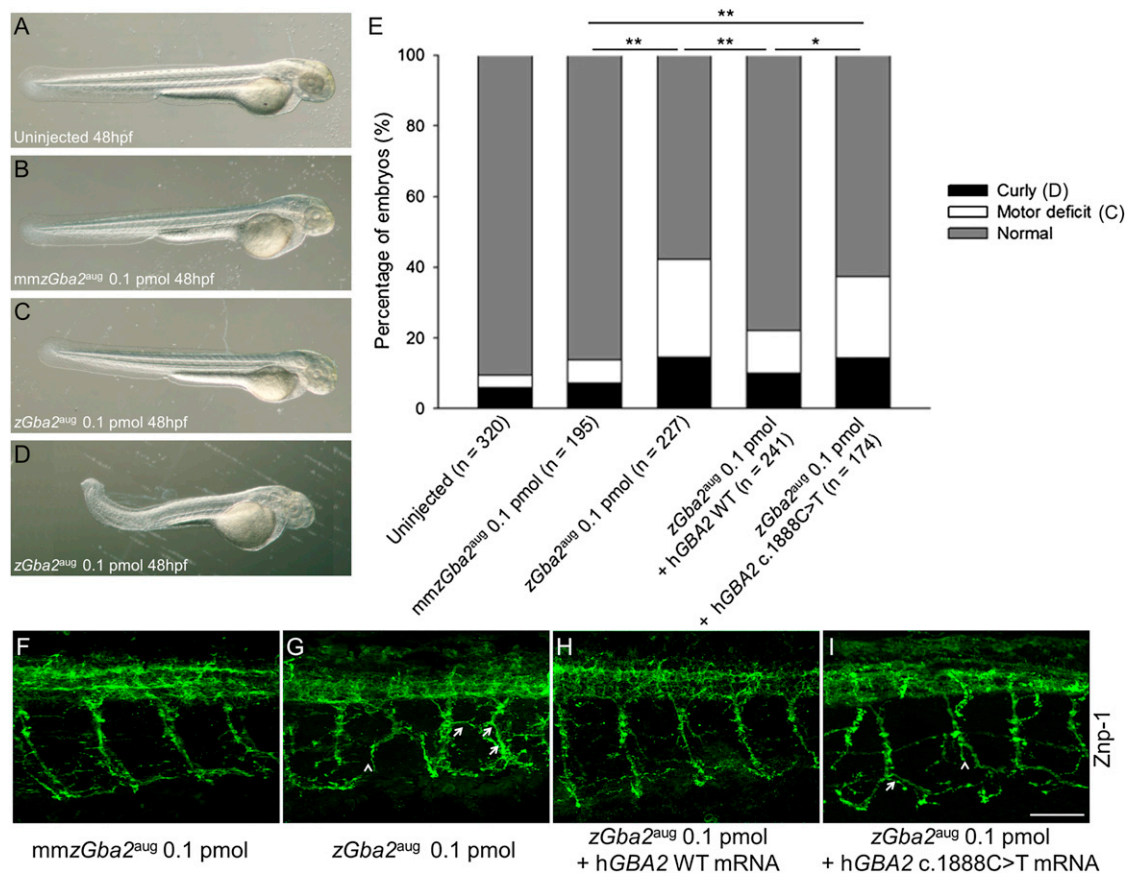 A
Uninjected 48hpf
B
mmzGba2aug 0.1 pmol 48hpf
C
zGba2aug 0.1 pmol 48hpf
D
zGba2aug 0.1 pmol 48hpf
E
**
** ** *
Percentage of embryos (%)
100
80
60
40
20
0
Uninjected (n = 320)
mmzGba2aug 0.1 pmol (n = 195)
zGba2aug 0.1 pmol (n = 227)
zGba2aug 0.1 pmol
+ hGBA2 WT (n = 241)
zGba2aug 0.1 pmol
+ hGBA2 c.1888C>T (n = 174)
Curly (D)
Motor deficit (C)
Normal
F
G
H
I
Znp-1
mmzGba2aug 0.1 pmol
zGba2aug 0.1 pmol
zGba2aug 0.1 pmol
+ hGBA2 WT mRNA
zGba2aug 0.1 pmol
+ hGBA2 c.1888C>T mRNA